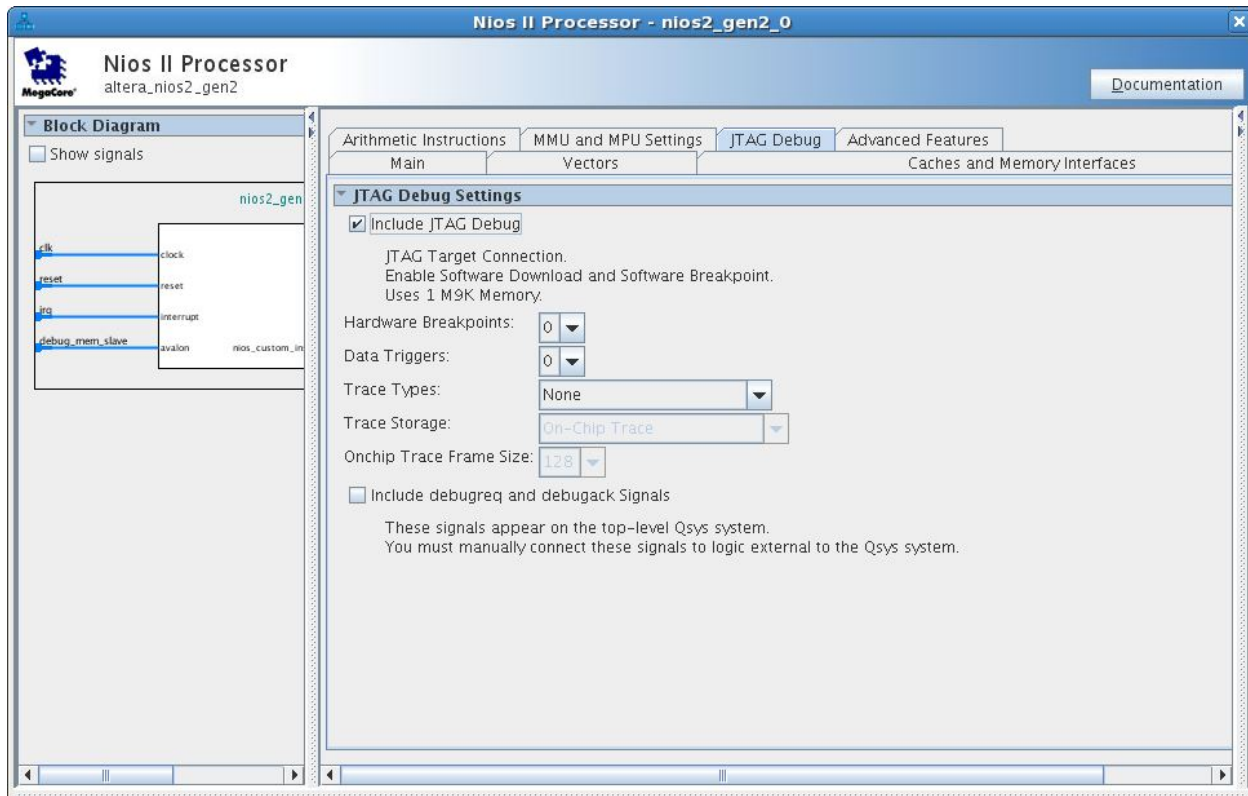 Nios II Processor - nios2_gen2_0
MegaCore®
Nios II Processor
altera_nios2_gen2
Documentation
Block Diagram
Show signals
nios2_gen
clk
clock
reset
reset
irq
interrupt
debug_mem_slave
avalon
nios_custom_in
Arithmetic Instructions
MMU and MPU Settings
JTAG Debug
Advanced Features
Main
Vectors
Caches and Memory Interfaces
JTAG Debug Settings
Include JTAG Debug
JTAG Target Connection.
Enable Software Download and Software Breakpoint.
Uses 1 M9K Memory.
Hardware Breakpoints: 0
Data Triggers: 0
Trace Types: None
Trace Storage: On-Chip Trace
Onchip Trace Frame Size: 128
Include debugreq and debugack Signals
These signals appear on the top-level Qsys system.
You must manually connect these signals to logic external to the Qsys system.